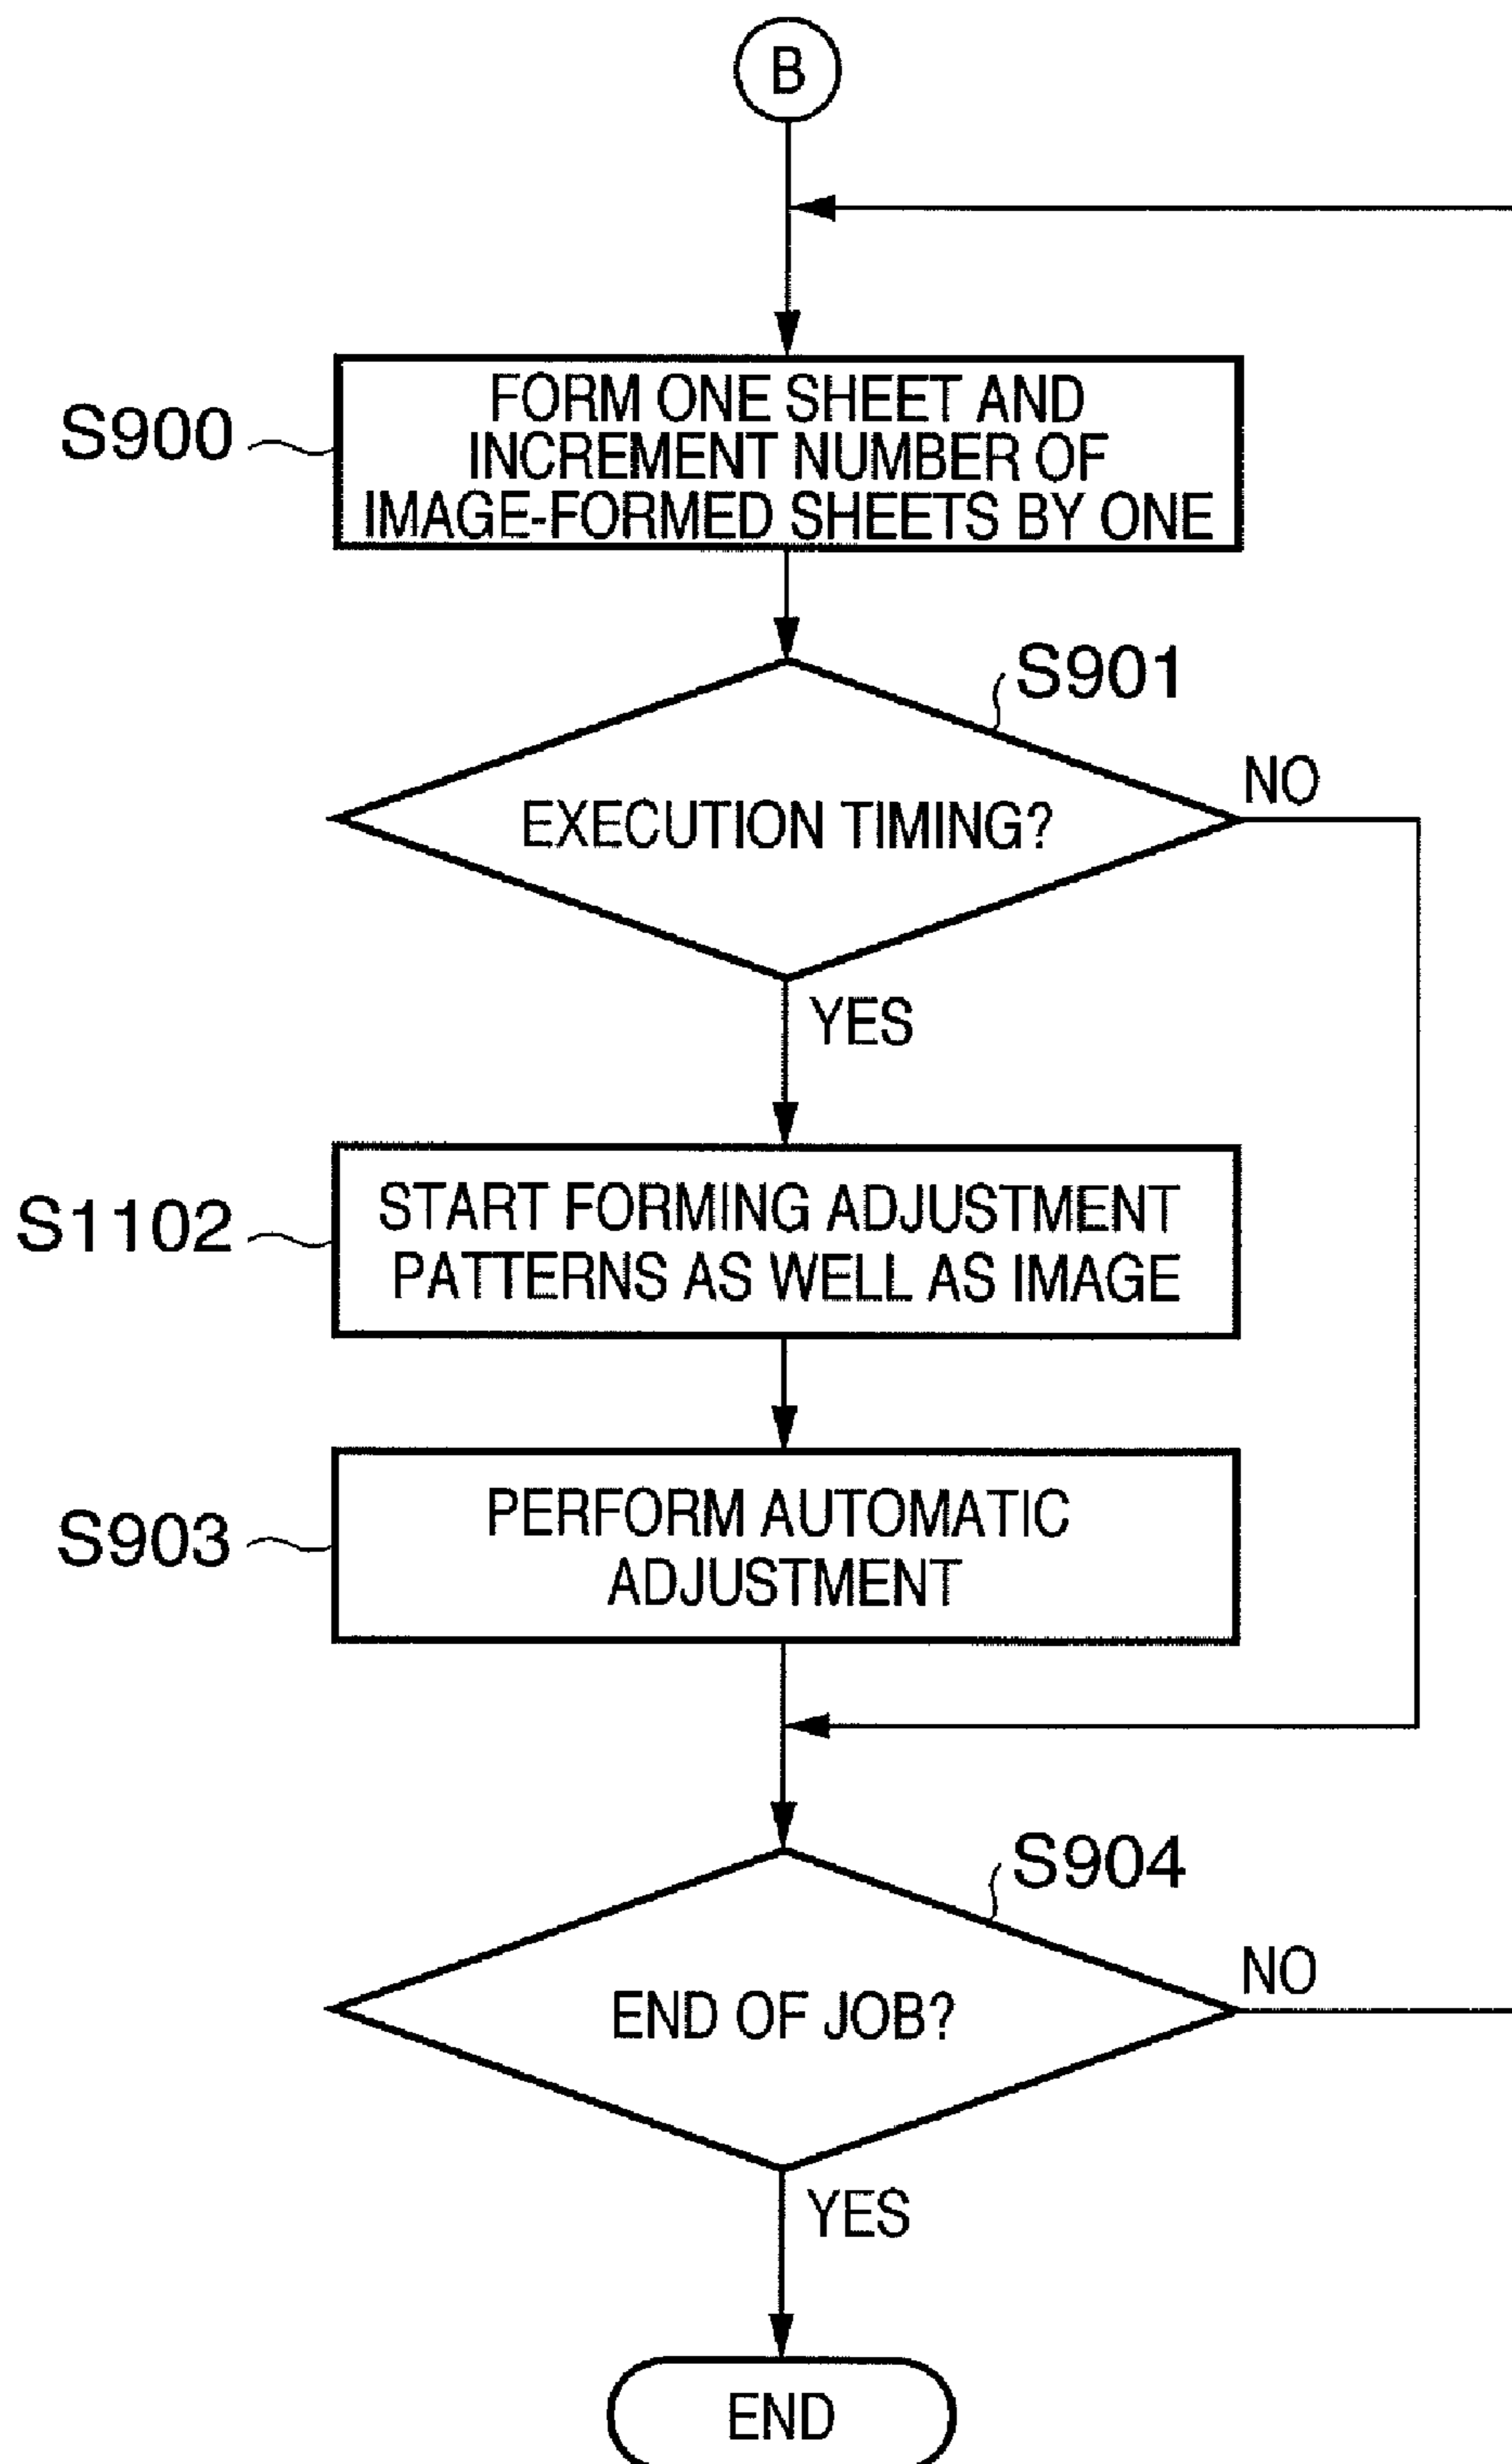 B
S900
FORM ONE SHEET AND
INCREMENT NUMBER OF
IMAGE-FORMED SHEETS BY ONE
S901
EXECUTION TIMING?
NO
YES
S1102
START FORMING ADJUSTMENT
PATTERNS AS WELL AS IMAGE
S903
PERFORM AUTOMATIC
ADJUSTMENT
S904
END OF JOB?
NO
YES
END